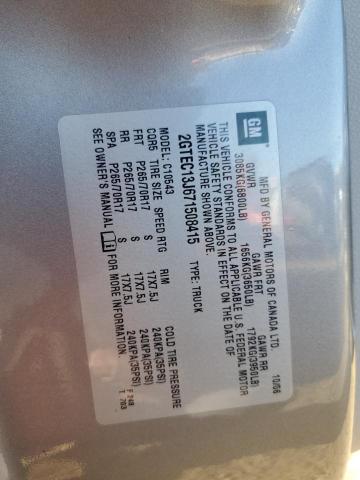 GM
MFD BY GENERAL MOTORS OF CANADA LTD. 10/06
GVWR GAWR FRT GAWR RR
3085KG(6800LB) 1656KG(3650LB) 1792KG(3950LB)
THIS VEHICLE CONFORMS TO ALL APPLICABLE U.S. FEDERAL MOTOR
VEHICLE SAFETY STANDARDS IN EFFECT ON THE DATE OF
MANUFACTURE SHOWN ABOVE.
2GTEC13J671508415 TYPE: TRUCK
MODEL: C10543
CQR6 TIRE SIZE SPEED RTG RIM COLD TIRE PRESSURE
FRT P265/70R17 S 17X7.5J 240KPA(35PSI)
RR P265/70R17 S 17X7.5J 240KPA(35PSI)
SPA P265/70R17 S 17X7.5J 240KPA(35PSI)
SEE OWNER'S MANUAL FOR MORE INFORMATION. F 248
T 703